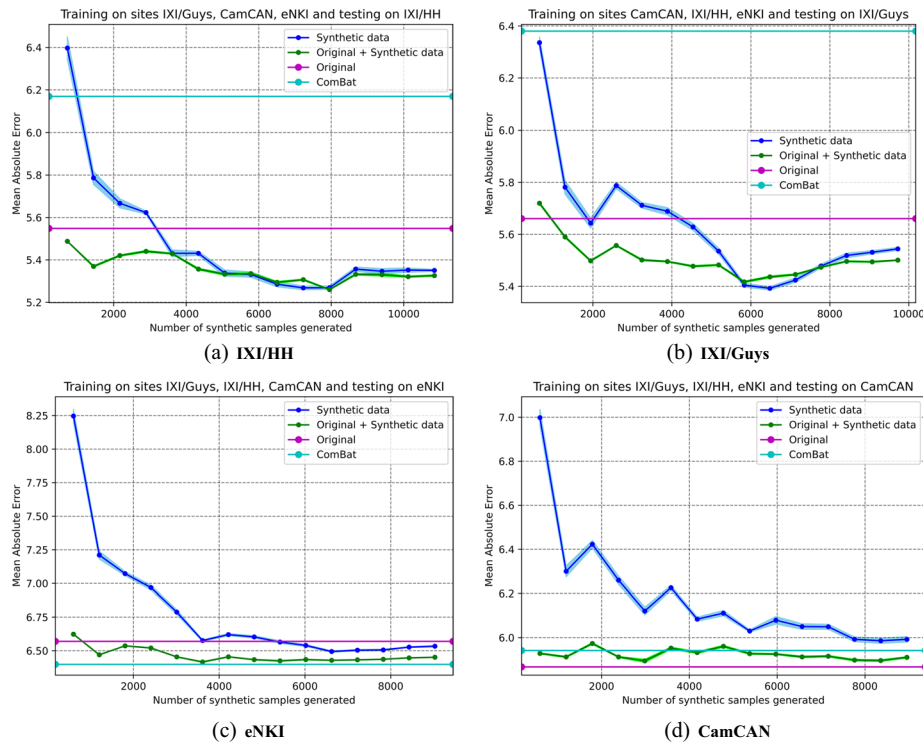 Training on sites IXI/Guys, CamCAN, eNKI and testing on IXI/HH
Mean Absolute Error
6.4
6.2
6.0
5.8
5.6
5.4
5.2
Synthetic data
Original + Synthetic data
Original
ComBat
2000 4000 6000 8000 10000
Number of synthetic samples generated
(a) IXI/HH
Training on sites CamCAN, IXI/HH, eNKI and testing on IXI/Guys
Mean Absolute Error
6.4
6.2
6.0
5.8
5.6
5.4
Synthetic data
Original + Synthetic data
Original
ComBat
2000 4000 6000 8000 10000
Number of synthetic samples generated
(b) IXI/Guys
Training on sites IXI/Guys, IXI/HH, CamCAN and testing on eNKI
Mean Absolute Error
8.25
8.00
7.75
7.50
7.25
7.00
6.75
6.50
Synthetic data
Original + Synthetic data
Original
ComBat
2000 4000 6000 8000
Number of synthetic samples generated
(c) eNKI
Training on sites IXI/Guys, IXI/HH, eNKI and testing on CamCAN
Mean Absolute Error
7.0
6.8
6.6
6.4
6.2
6.0
Synthetic data
Original + Synthetic data
Original
ComBat
2000 4000 6000 8000
Number of synthetic samples generated
(d) CamCAN